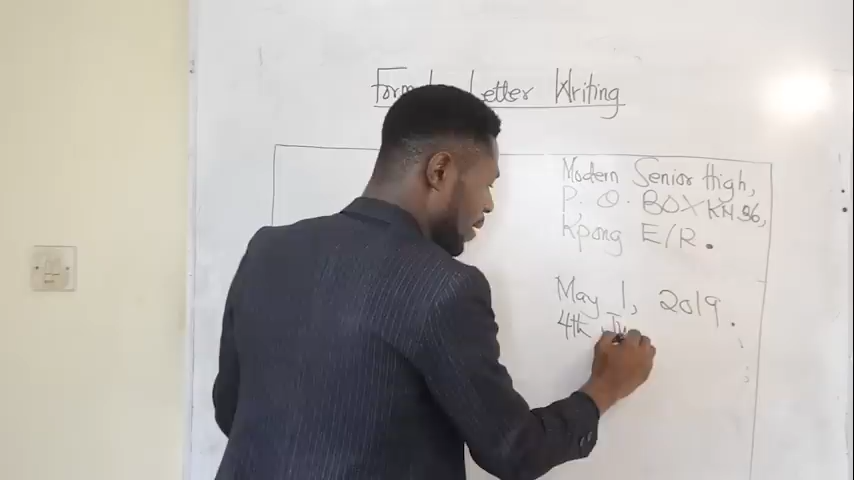 Letter Writing
Modern Senior High,
P. O. BOX KN 36,
Kpong E/R.
May 1, 2019.
4th